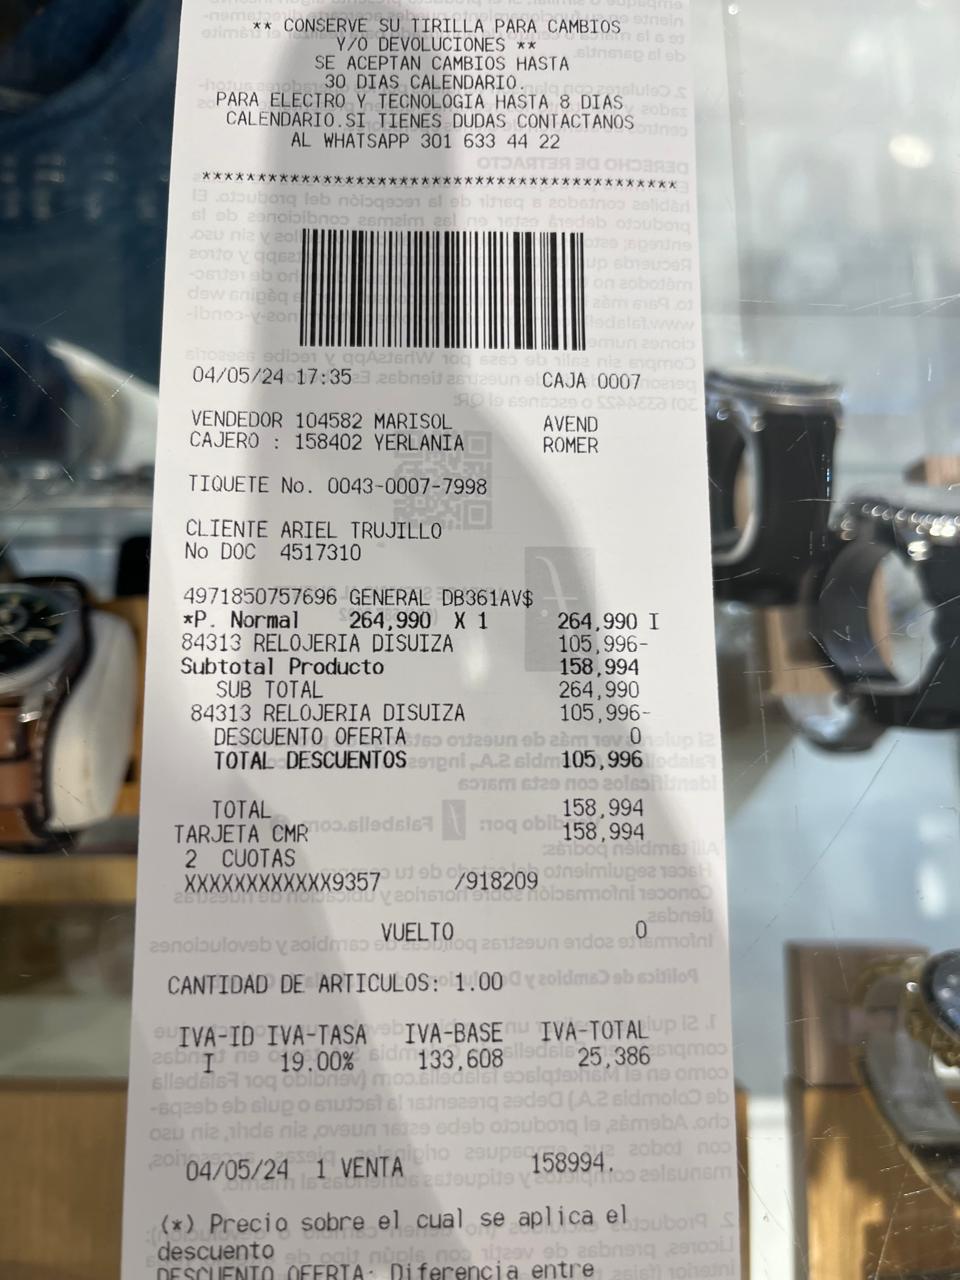 ** CONSERVE SU TIRILLA PARA CAMBIOS
Y/O DEVOLUCIONES **
SE ACEPTAN CAMBIOS HASTA
30 DIAS CALENDARIO.
PARA ELECTRO Y TECNOLOGIA HASTA 8 DIAS
CALENDARIO.SI TIENES DUDAS CONTACTANOS
AL WHATSAPP 301 633 44 22
********************************************
04/05/24 17:35 CAJA 0007
VENDEDOR 104582 MARISOL AVEND
CAJERO : 158402 YERLANIA ROMER
TIQUETE No. 0043-0007-7998
CLIENTE ARIEL TRUJILLO
No DOC 4517310
4971850757696 GENERAL DB361AV$
*P. Normal 264,990 X 1 264,990 I
84313 RELOJERIA DISUIZA 105,996-
Subtotal Producto 158,994
SUB TOTAL 264,990
84313 RELOJERIA DISUIZA 105,996-
DESCUENTO OFERTA 0
TOTAL DESCUENTOS 105,996
TOTAL 158,994
TARJETA CMR 158,994
2 CUOTAS
XXXXXXXXXXXX9357 /918209
VUELTO 0
CANTIDAD DE ARTICULOS: 1.00
IVA-ID IVA-TASA IVA-BASE IVA-TOTAL
I 19.00% 133,608 25,386
04/05/24 1 VENTA 158994.
(*) Precio sobre el cual se aplica el
descuento
DESCUENTO OFERTA: Diferencia entre